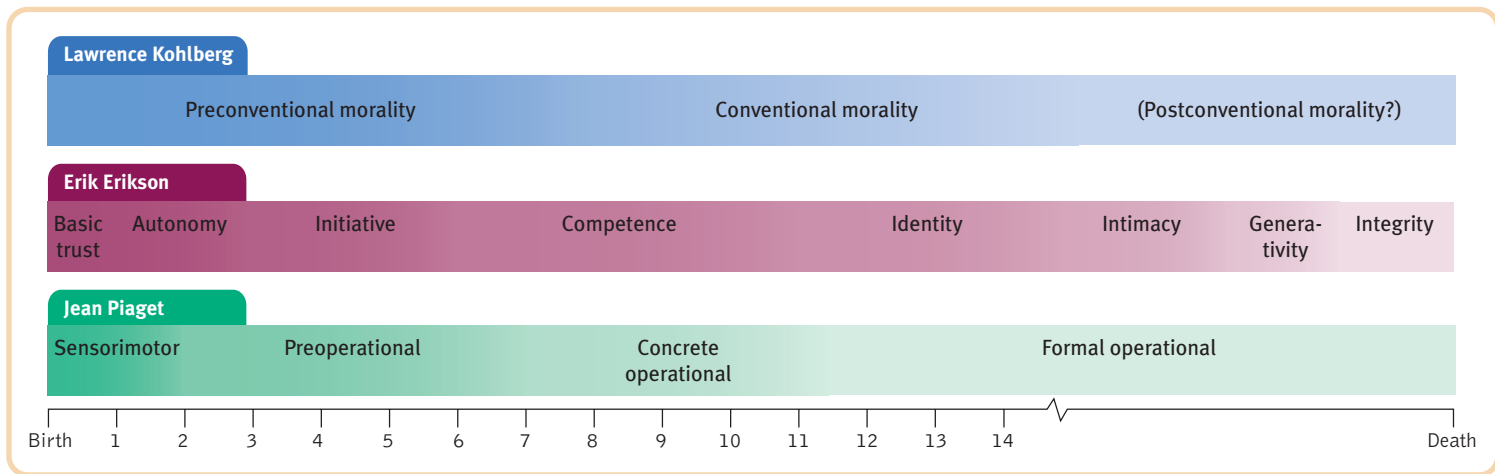 Lawrence Kohlberg
Preconventional morality Conventional morality (Postconventional morality?)
Erik Erikson
Basic Autonomy Initiative Competence Identity Intimacy Genera- Integrity
trust tivity
Jean Piaget
Sensorimotor Preoperational Concrete Formal operational
operational
Birth 1 2 3 4 5 6 7 8 9 10 11 12 13 14 Death